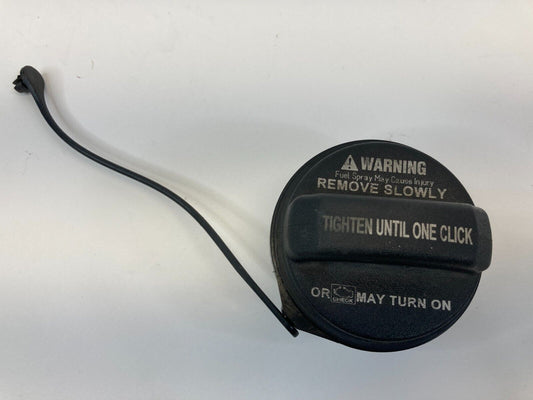 WARNING
Fuel Spray May Cause Injury
REMOVE SLOWLY
TIGHTEN UNTIL ONE CLICK
OR CHECK MAY TURN ON